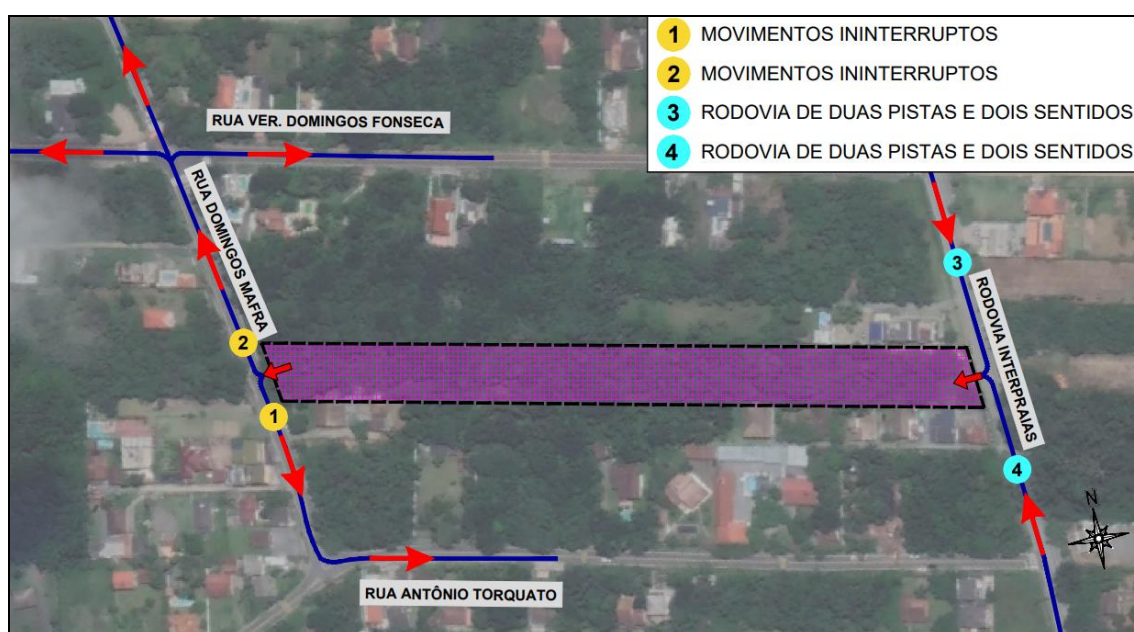 1 MOVIMENTOS ININTERRUPTOS
2 MOVIMENTOS ININTERRUPTOS
3 RODOVIA DE DUAS PISTAS E DOIS SENTIDOS
4 RODOVIA DE DUAS PISTAS E DOIS SENTIDOS
RUA VER. DOMINGOS FONSECA
RUA DOMINGOS MAFRA
3
RODOVIA INTERPRAIAS
2
1
4
N
RUA ANTÔNIO TORQUATO